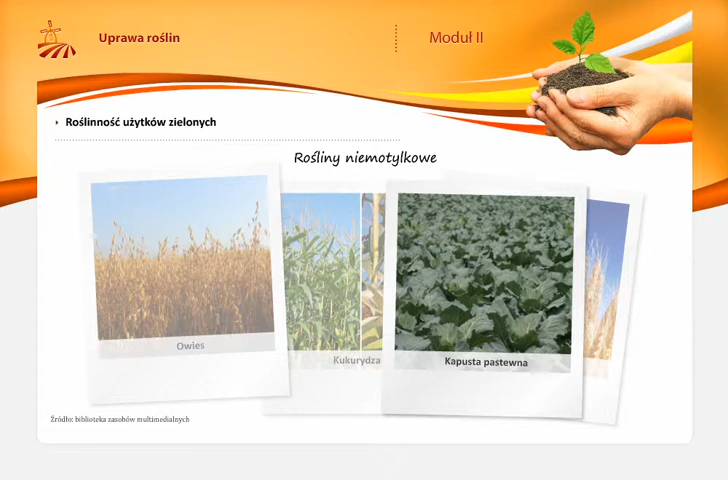 Uprawa roślin
Moduł II
Roślinność użytków zielonych
Rośliny niemotylkowe
Owies
Kukurydza
Kapusta pastewna
Źródło: biblioteka zasobów multimedialnych